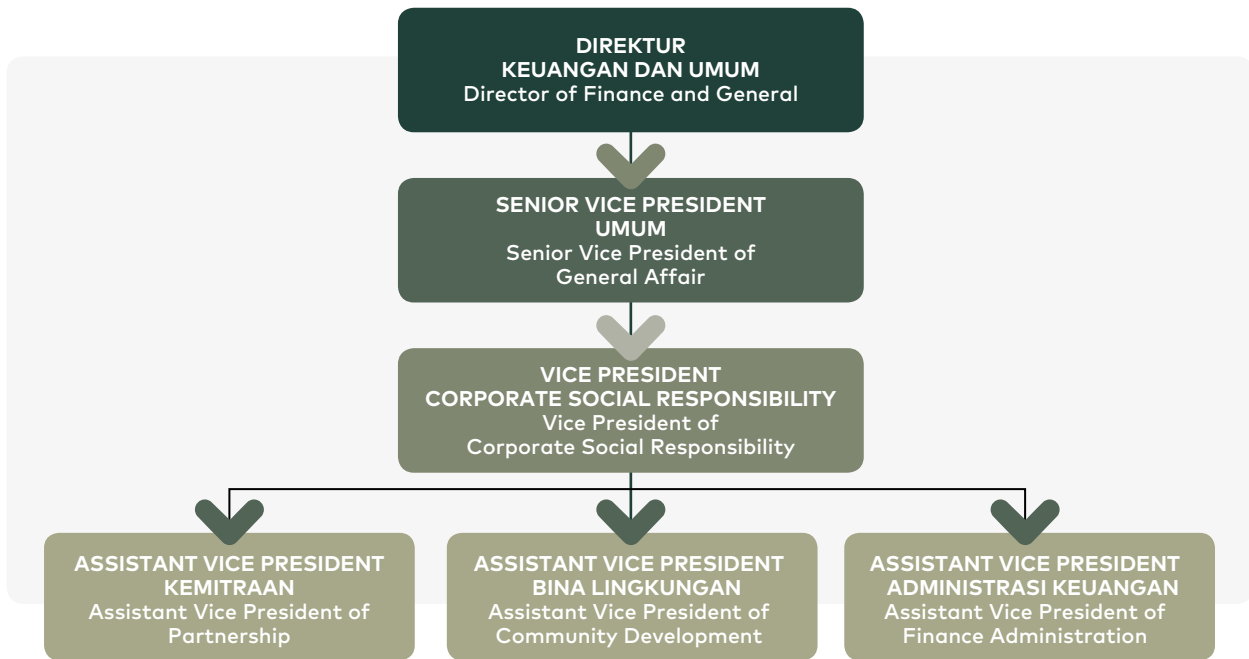 DIREKTUR
KEUANGAN DAN UMUM
Director of Finance and General
SENIOR VICE PRESIDENT
UMUM
Senior Vice President of
General Affair
VICE PRESIDENT
CORPORATE SOCIAL RESPONSIBILITY
Vice President of
Corporate Social Responsibility
ASSISTANT VICE PRESIDENT
KEMITRAAN
Assistant Vice President of
Partnership
ASSISTANT VICE PRESIDENT
BINA LINGKUNGAN
Assistant Vice President of
Community Development
ASSISTANT VICE PRESIDENT
ADMINISTRASI KEUANGAN
Assistant Vice President of
Finance Administration